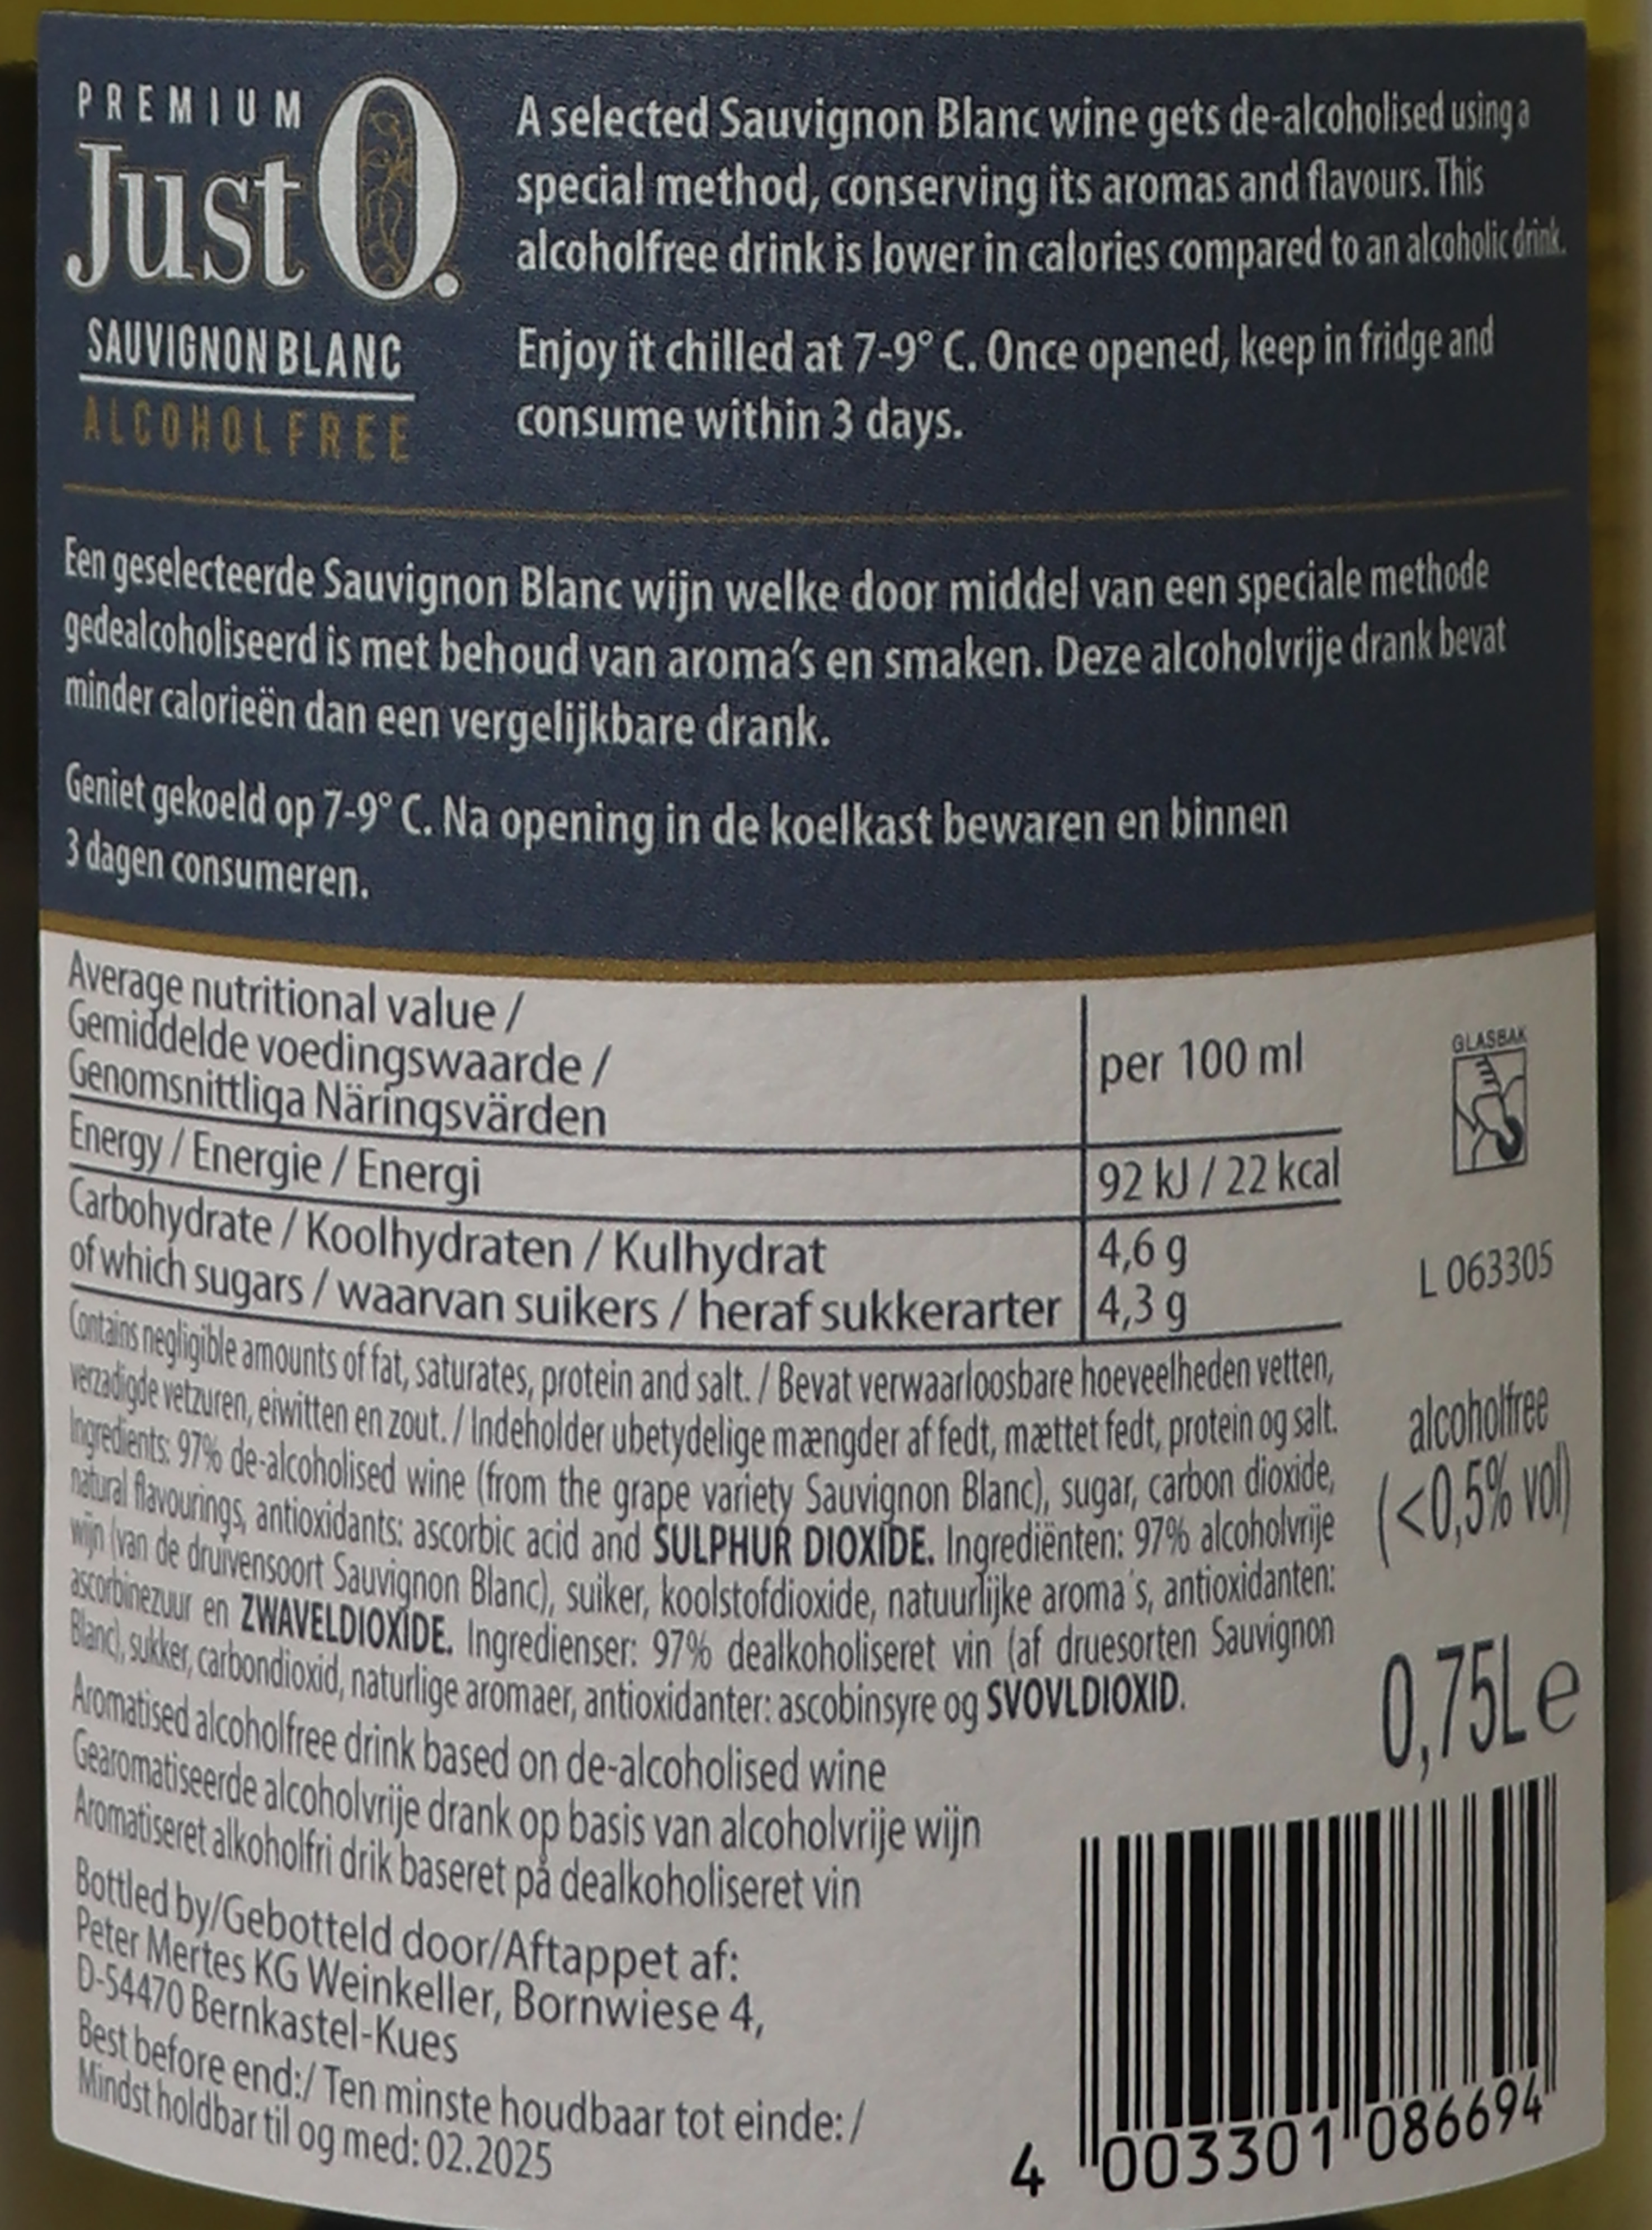 PREMIUM
Just 0.
SAUVIGNON BLANC
ALCOHOLFREE
A selected Sauvignon Blanc wine gets de-alcoholised using a
special method, conserving its aromas and flavours. This
alcoholfree drink is lower in calories compared to an alcoholic drink.
Enjoy it chilled at 7-9° C. Once opened, keep in fridge and
consume within 3 days.
Een geselecteerde Sauvignon Blanc wijn welke door middel van een speciale methode
gedealcoholiseerd is met behoud van aroma's en smaken. Deze alcoholvrije drank bevat
minder calorieën dan een vergelijkbare drank.
Geniet gekoeld op 7-9° C. Na opening in de koelkast bewaren en binnen
3 dagen consumeren.
Average nutritional value /
Gemiddelde voedingswaarde /
Genomsnittliga Näringsvärden
per 100 ml
Energy / Energie / Energi
92 kJ / 22 kcal
Carbohydrate / Koolhydraten / Kulhydrat
4,6 g
of which sugars / waarvan suikers / heraf sukkerarter
4,3 g
Contains negligible amounts of fat, saturates, protein and salt. / Bevat verwaarloosbare hoeveelheden vetten,
verzadigde vetzuren, eiwitten en zout. / Indeholder ubetydelige mængder af fedt, mættet fedt, protein og salt.
Ingredients: 97% de-alcoholised wine (from the grape variety Sauvignon Blanc), sugar, carbon dioxide,
natural flavourings, antioxidants: ascorbic acid and SULPHUR DIOXIDE. Ingrediënten: 97% alcoholvrije
wijn (van de druivensoort Sauvignon Blanc), suiker, koolstofdioxide, natuurlijke aroma's, antioxidanten:
ascorbinezuur en ZWAVELDIOXIDE. Ingredienser: 97% dealkoholiseret vin (af druesorten Sauvignon
Blanc), sukker, carbondioxid, naturlige aromaer, antioxidanter: ascobinsyre og SVOVLDIOXID.
Aromatised alcoholfree drink based on de-alcoholised wine
Gearomatiseerde alcoholvrije drank op basis van alcoholvrije wijn
Aromatiseret alkoholfri drik baseret på dealkoholiseret vin
Bottled by/Gebotteld door/Aftappet af:
Peter Mertes KG Weinkeller, Bornwiese 4,
D-54470 Bernkastel-Kues
Best before end:/ Ten minste houdbaar tot einde: /
Mindst holdbar til og med: 02.2025
GLASBAK
L 063305
alcoholfree
(<0,5% vol)
0,75L e
4 003301 086694